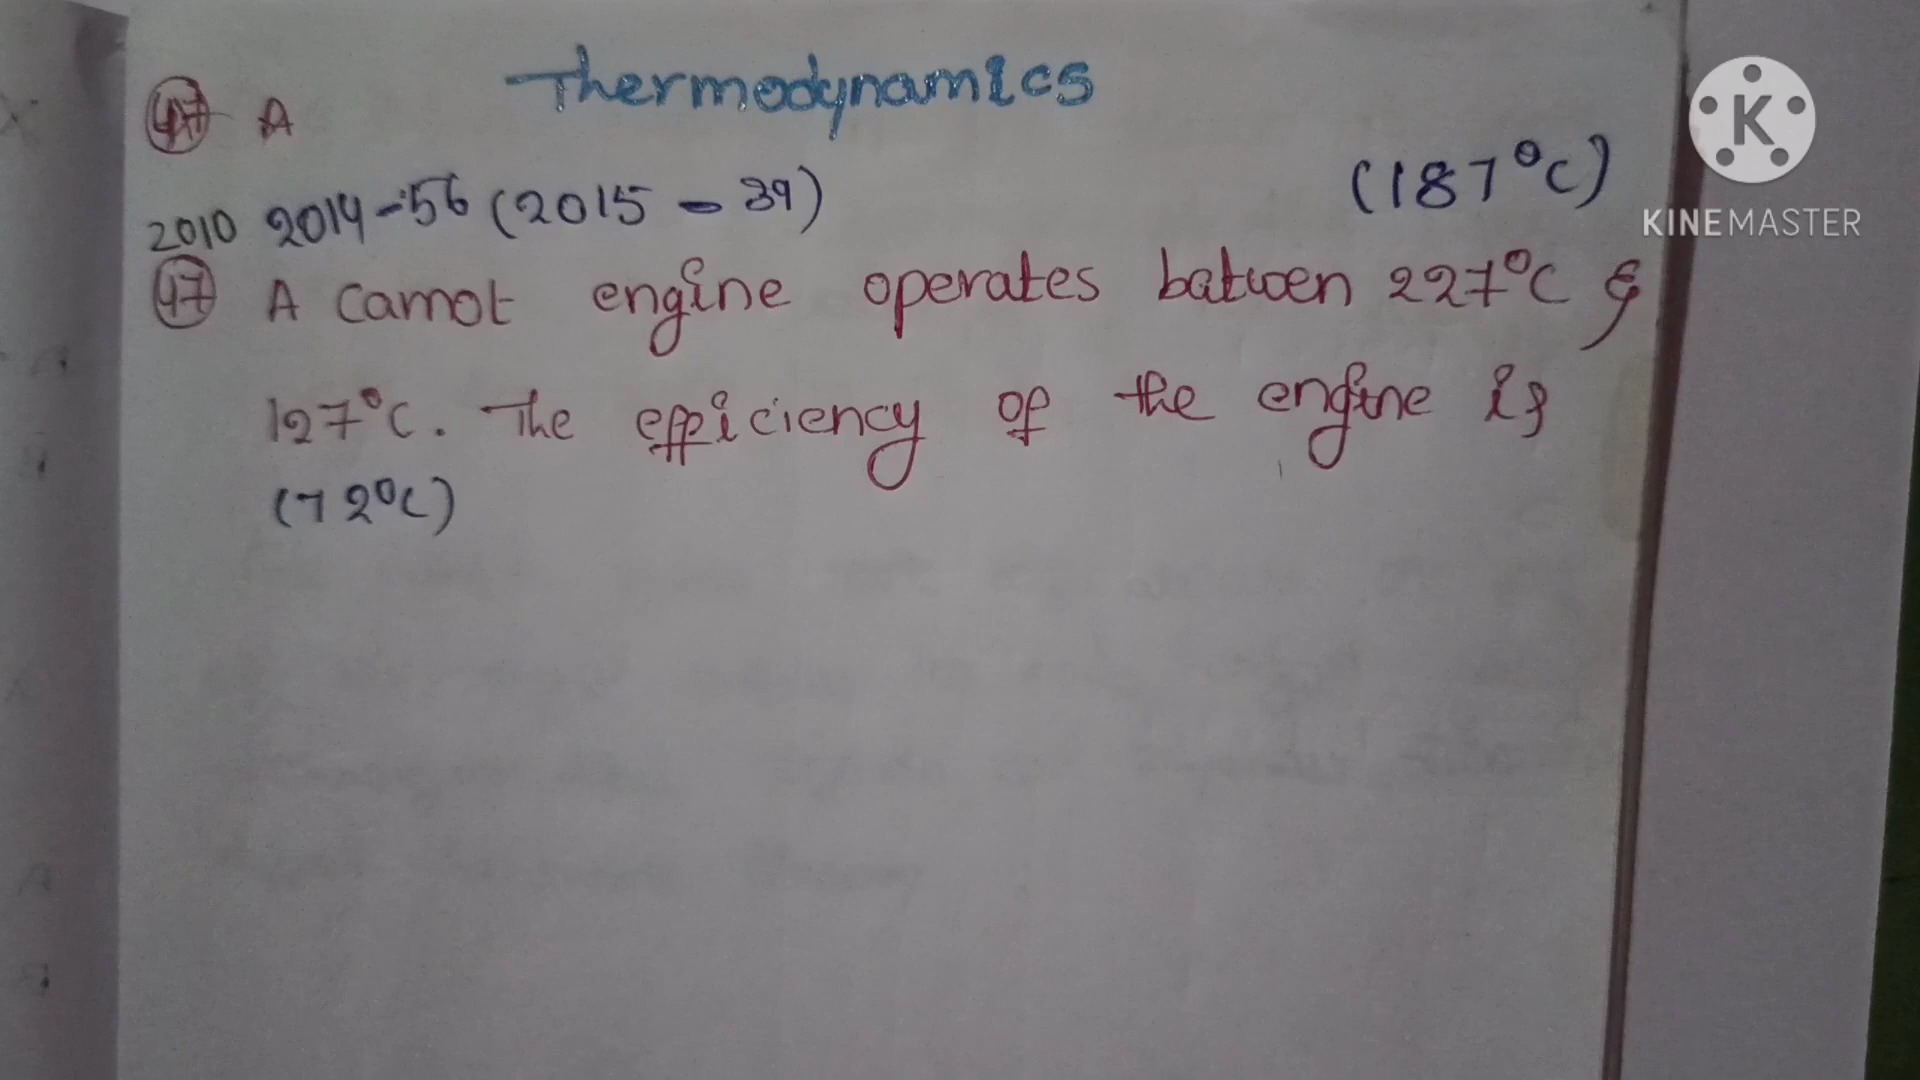 Thermodynamics
47 A
(187°C)
2010 2014-56 (2015 - 39)
47 A Carnot engine operates batween 227°C &
127°C. The efficiency of the engine is
(72°C)
K
KINEMASTER